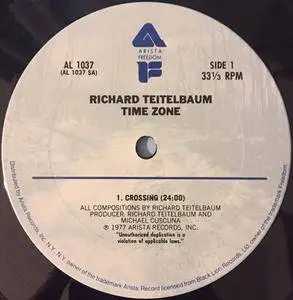 ARISTA
FREEDOM
AL 1037
(AL 1037 SA)
SIDE 1
33⅓ RPM
RICHARD TEITELBAUM
TIME ZONE
1. CROSSING (24:00)
ALL COMPOSITIONS BY RICHARD TEITELBAUM
PRODUCER: RICHARD TEITELBAUM AND
MICHAEL CUSCUNA
℗ 1977 ARISTA RECORDS, INC.
"Unauthorized duplication is a
violation of applicable laws."
Distributed by Arista Records, Inc., N.Y., N.Y. owner of the trademark Arista. Record licensed from Black Lion Records Ltd., owner of the trademark Freedom.